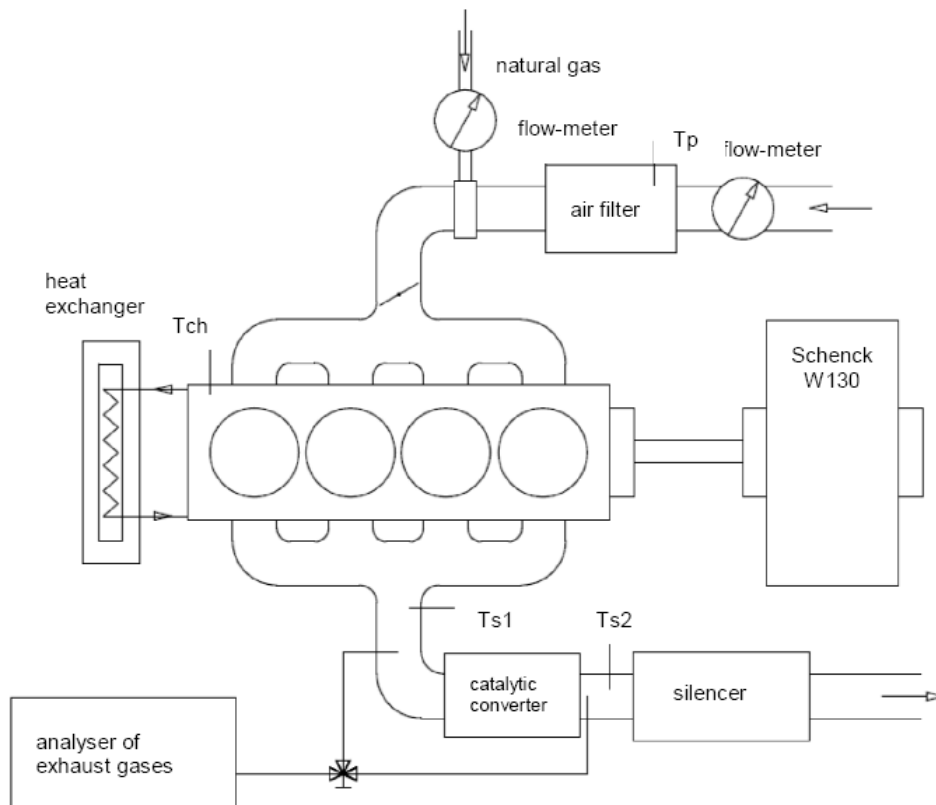 natural gas
flow-meter
Tp
flow-meter
air filter
heat
exchanger
Tch
Schenck
W130
Ts1
Ts2
catalytic
converter
silencer
analyser of
exhaust gases